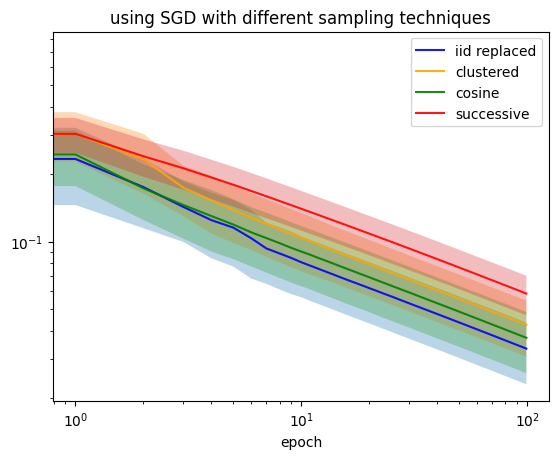 using SGD with different sampling techniques
iid replaced
clustered
cosine
successive
10⁻¹
10⁰
10¹
10²
epoch